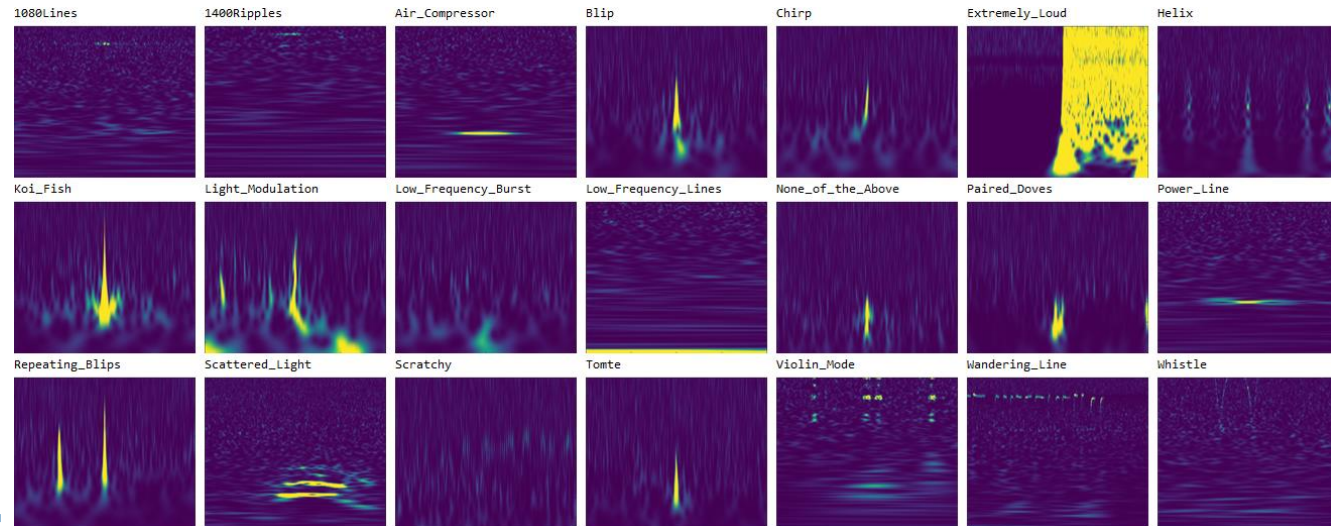 1080Lines 1400Ripples Air_Compressor Blip Chirp Extremely_Loud Helix
Koi_Fish Light_Modulation Low_Frequency_Burst Low_Frequency_Lines None_of_the_Above Paired_Doves Power_Line
Repeating_Blips Scattered_Light Scratchy Tomte Violin_Mode Wandering_Line Whistle